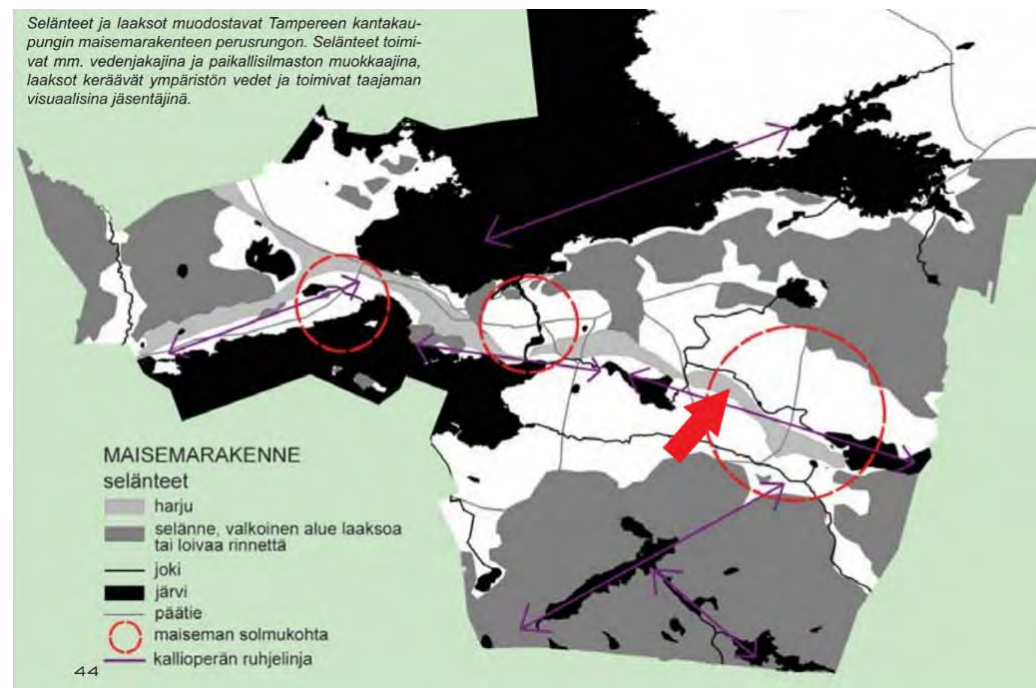 Selänteet ja laaksot muodostavat Tampereen kantakau-
pungin maisemarakenteen perusrungon. Selänteet toimi-
vat mm. vedenjakajina ja paikallisilmaston muokkaajina,
laaksot keräävät ympäristön vedet ja toimivat taajaman
visuaalisina jäsentäjinä.
MAISEMARAKENNE
selänteet
harju
selänne, valkoinen alue laaksoa
tai loivaa rinnettä
joki
järvi
päätie
maiseman solmukohta
kallioperän ruhjelinja
44